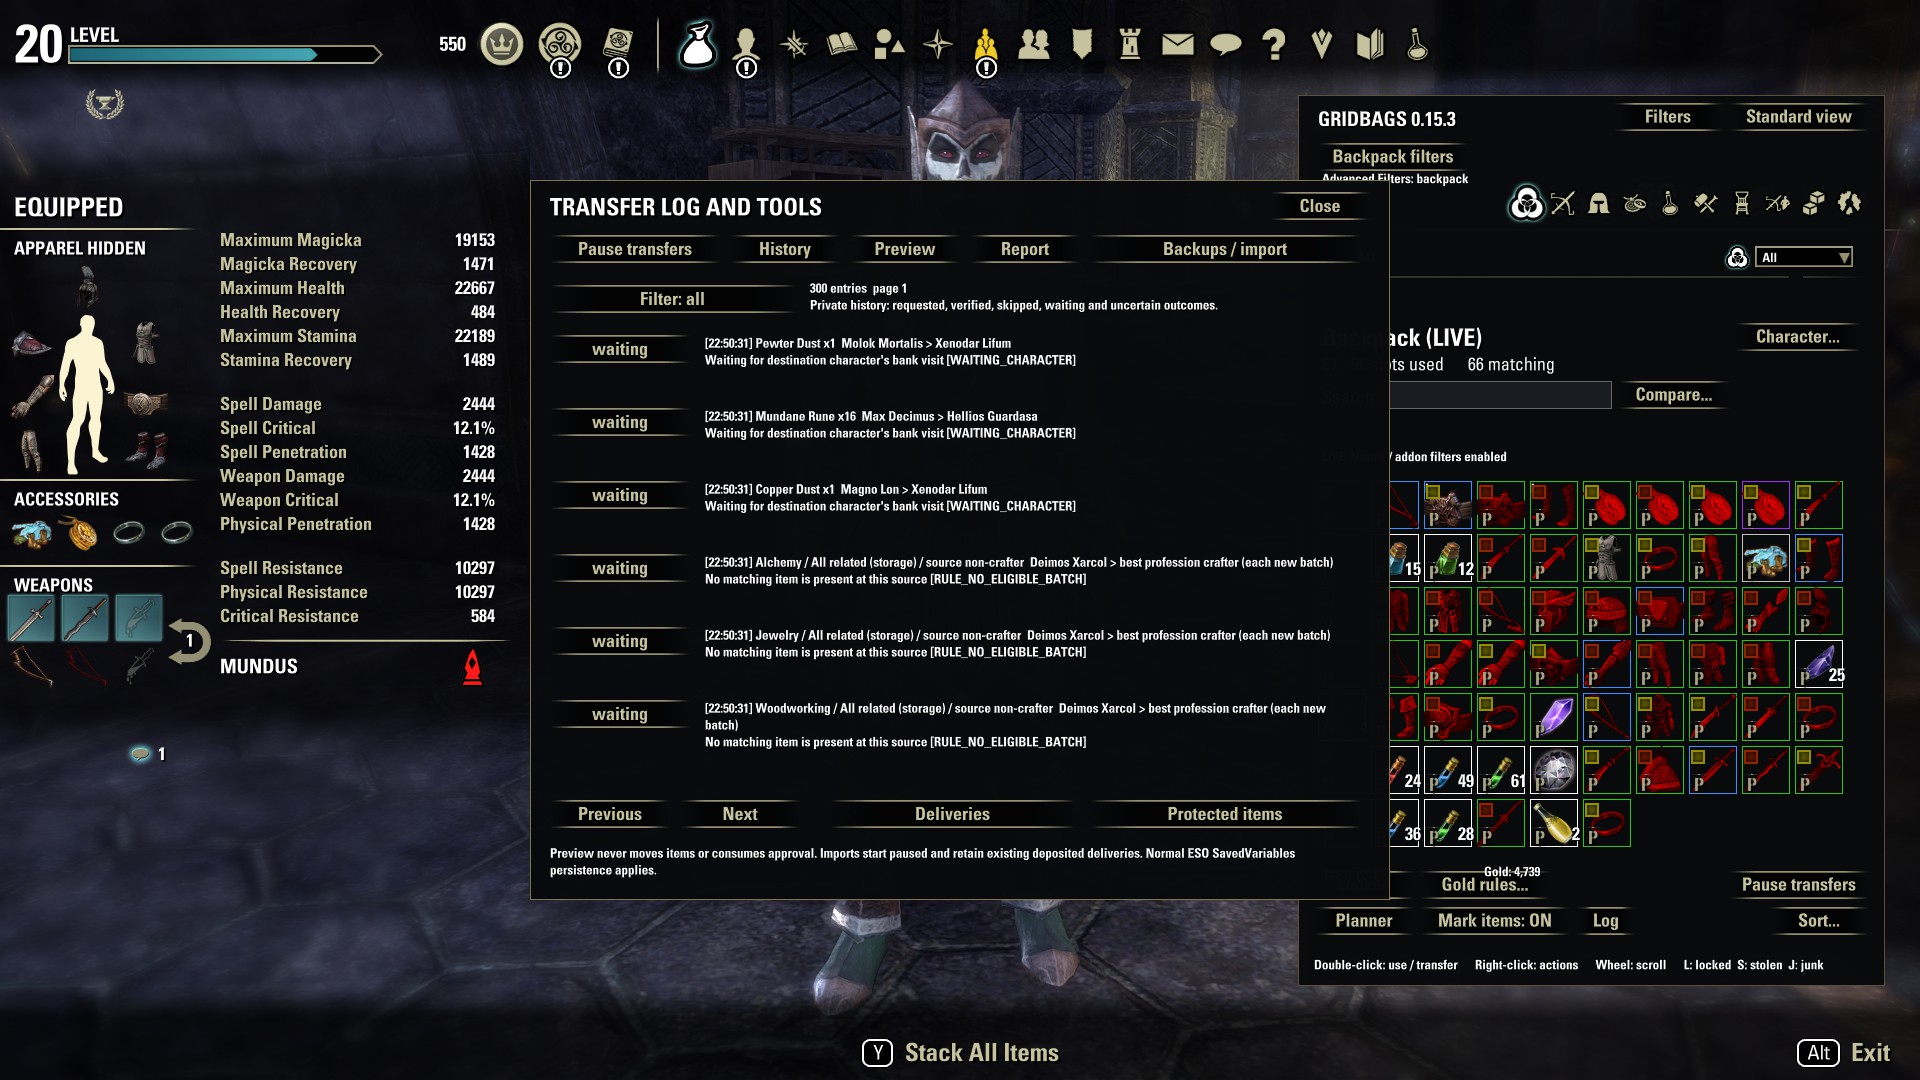 20 LEVEL
550
EQUIPPED
APPAREL HIDDEN
Maximum Magicka 19153
Magicka Recovery 1471
Maximum Health 22667
Health Recovery 484
Maximum Stamina 22189
Stamina Recovery 1489
Spell Damage 2444
Spell Critical 12.1%
Spell Penetration 1428
Weapon Damage 2444
Weapon Critical 12.1%
Physical Penetration 1428
Spell Resistance 10297
Physical Resistance 10297
Critical Resistance 584
MUNDUS
ACCESSORIES
WEAPONS
1
1
TRANSFER LOG AND TOOLS
Close
Pause transfers History Preview Report Backups / import
Filter: all
300 entries page 1
Private history: requested, verified, skipped, waiting and uncertain outcomes.
waiting
[22:50:31] Pewter Dust x1 Molok Mortalis > Xenodar Lifum
Waiting for destination character's bank visit [WAITING_CHARACTER]
waiting
[22:50:31] Mundane Rune x16 Max Decimus > Hellios Guardasa
Waiting for destination character's bank visit [WAITING_CHARACTER]
waiting
[22:50:31] Copper Dust x1 Magno Lon > Xenodar Lifum
Waiting for destination character's bank visit [WAITING_CHARACTER]
waiting
[22:50:31] Alchemy / All related (storage) / source non-crafter Deimos Xarcol > best profession crafter (each new batch)
No matching item is present at this source [RULE_NO_ELIGIBLE_BATCH]
waiting
[22:50:31] Jewelry / All related (storage) / source non-crafter Deimos Xarcol > best profession crafter (each new batch)
No matching item is present at this source [RULE_NO_ELIGIBLE_BATCH]
waiting
[22:50:31] Woodworking / All related (storage) / source non-crafter Deimos Xarcol > best profession crafter (each new
batch)
No matching item is present at this source [RULE_NO_ELIGIBLE_BATCH]
Previous Next Deliveries Protected items
Preview never moves items or consumes approval. Imports start paused and retain existing deposited deliveries. Normal ESO SavedVariables
persistence applies.
GRIDBAGS 0.15.3
Filters Standard view
Backpack filters
Advanced Filters: backpack
All
Backpack (LIVE)
Character...
used 66 matching
Compare...
/ addon filters enabled
15 12
25
24 49 61
36 28 2
Gold: 4,739
Gold rules... Pause transfers
Planner Mark items: ON Log Sort...
Double-click: use / transfer Right-click: actions Wheel: scroll L: locked S: stolen J: junk
Y Stack All Items
Alt Exit